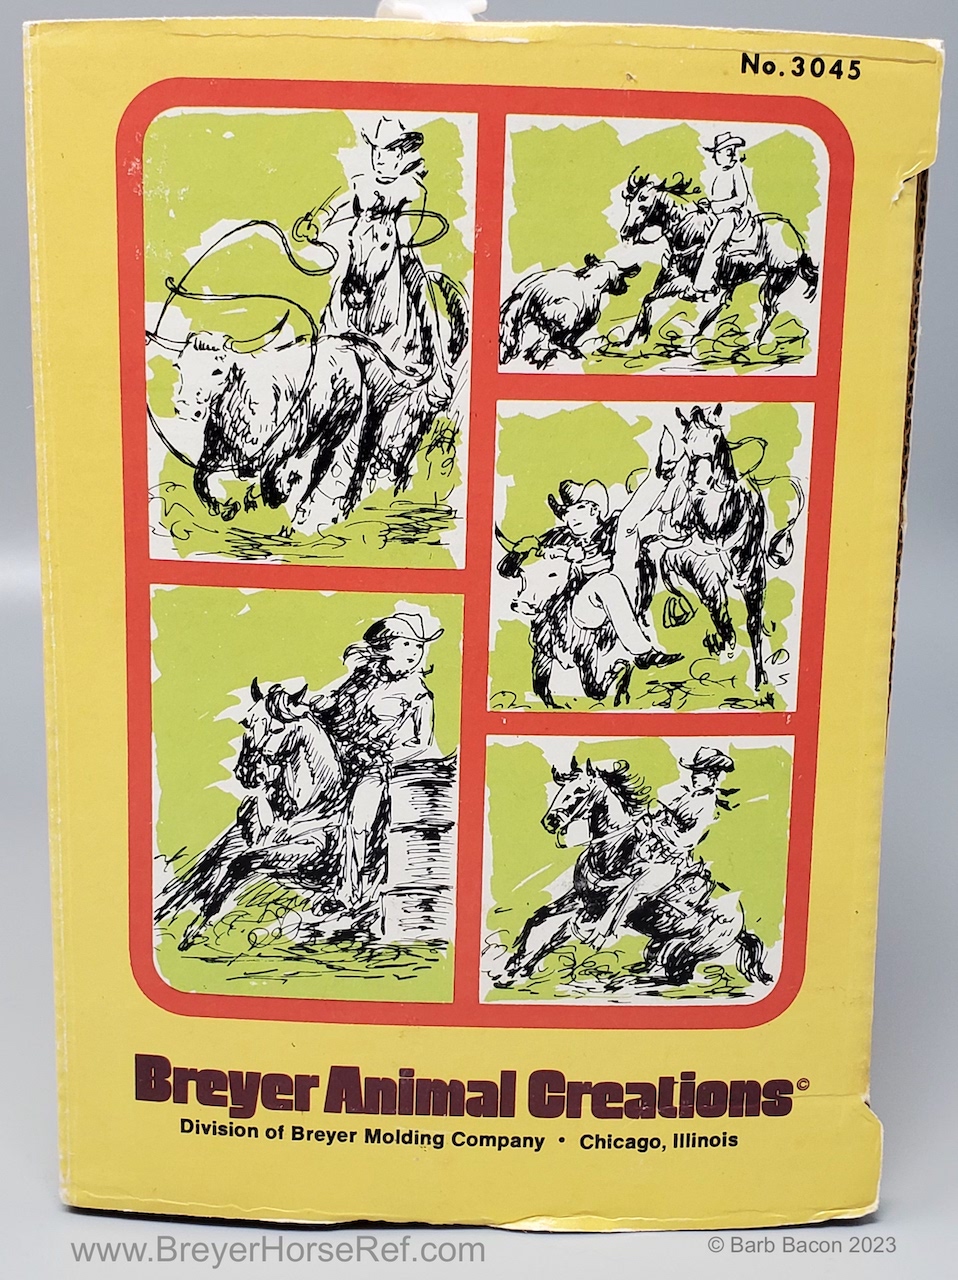 No. 3045
Breyer Animal Creations©
Division of Breyer Molding Company • Chicago, Illinois
www.BreyerHorseRef.com
© Barb Bacon 2023